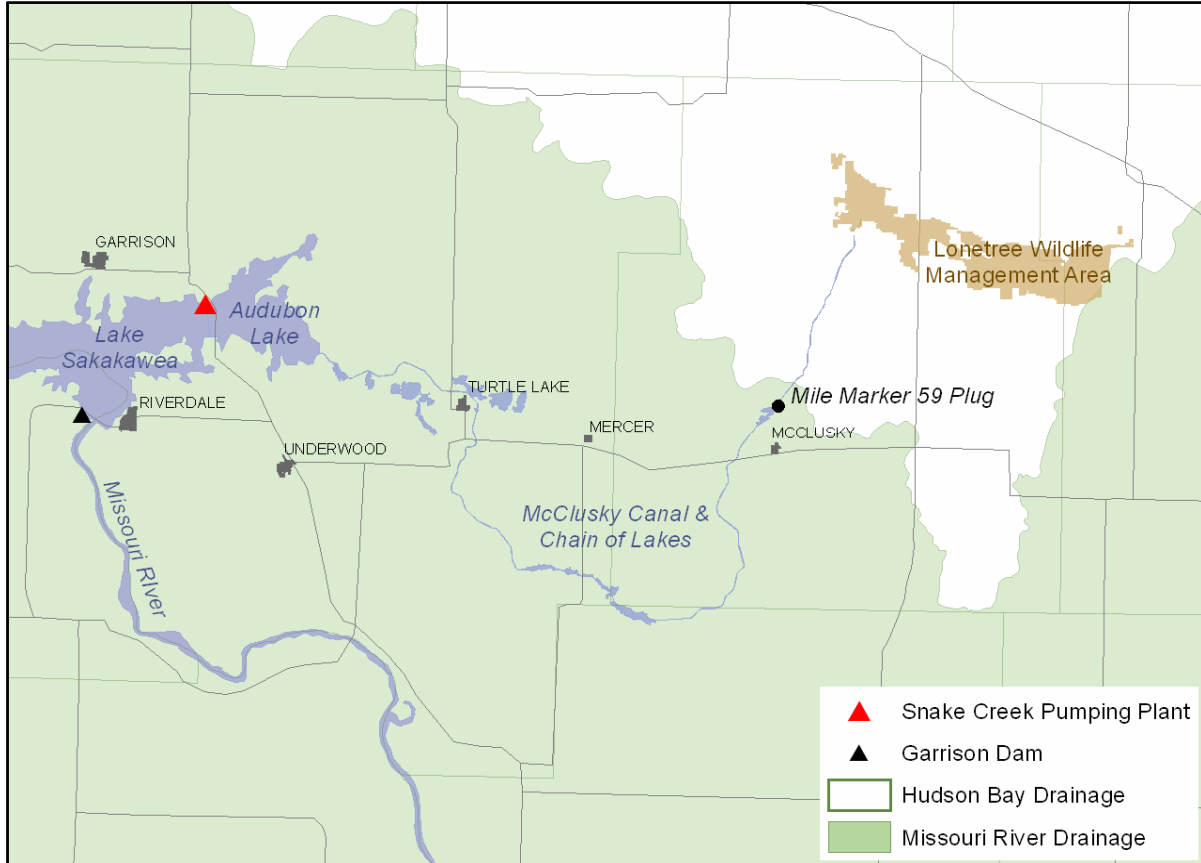 GARRISON
Lake
Sakakawea
Audubon
Lake
RIVERDALE
UNDERWOOD
TURTLE LAKE
MERCER
MCCLUSKY
Mile Marker 59 Plug
Lonetree Wildlife
Management Area
McClusky Canal &
Chain of Lakes
Missouri RIver
Snake Creek Pumping Plant
Garrison Dam
Hudson Bay Drainage
Missouri River Drainage